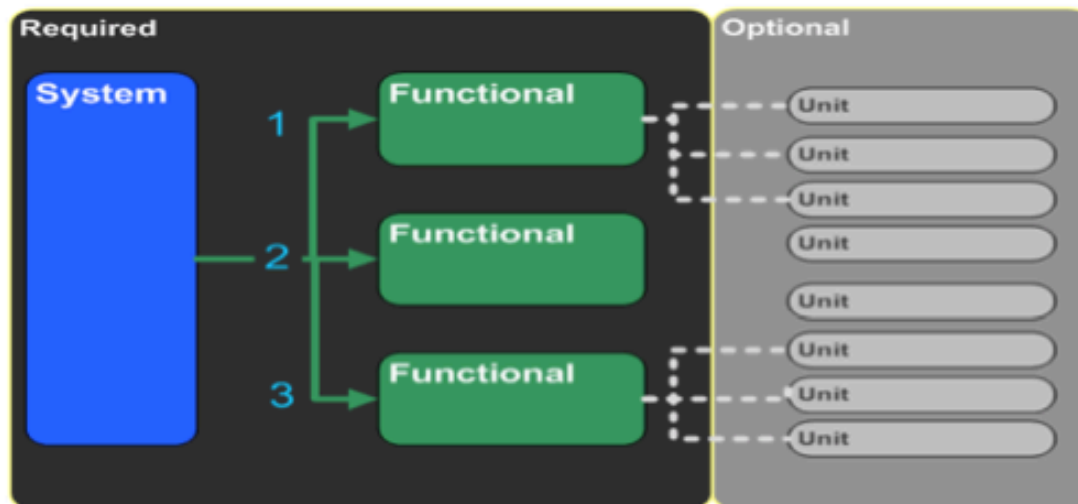 Required
Optional
System
1
Functional
Unit
Unit
Unit
2
Functional
Unit
Unit
3
Functional
Unit
Unit
Unit